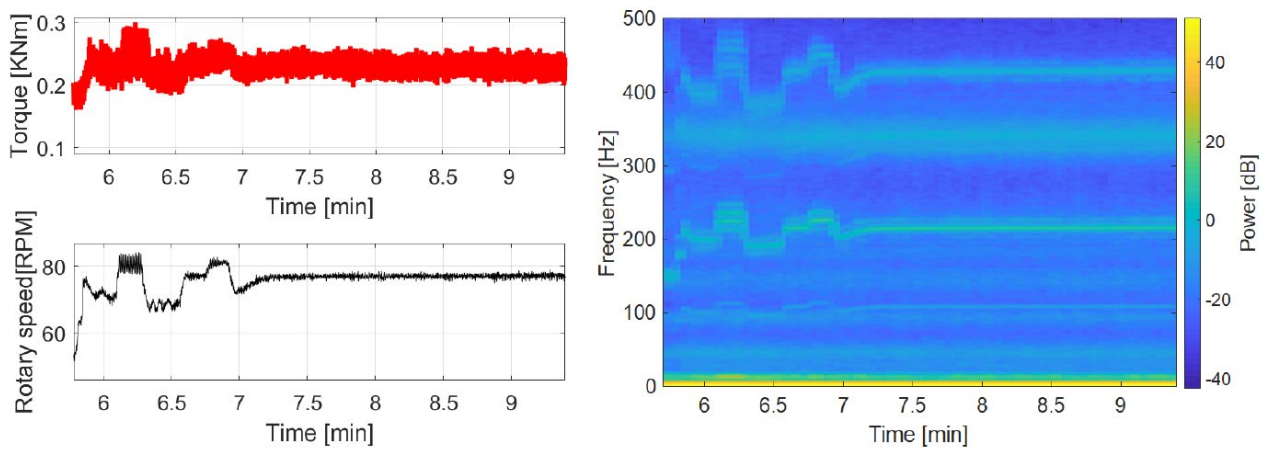 Torque [KNm]
0.3
0.2
0.1
6 6.5 7 7.5 8 8.5 9
Time [min]
Rotary speed[RPM]
80
60
6 6.5 7 7.5 8 8.5 9
Time [min]
Frequency [Hz]
500
400
300
200
100
0
6 6.5 7 7.5 8 8.5 9
Time [min]
Power [dB]
40
20
0
-20
-40